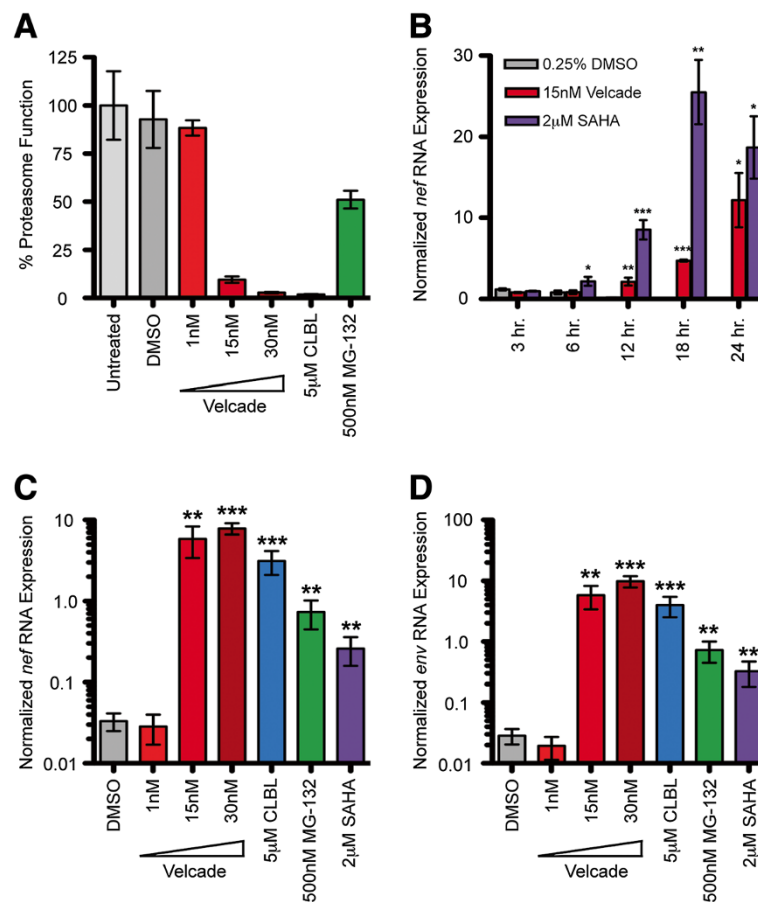 A
% Proteasome Function
125
100
75
50
25
0
Untreated
DMSO
1nM
15nM
30nM
5μM CLBL
500nM MG-132
Velcade
B
Normalized nef RNA Expression
30
20
10
0
0.25% DMSO
15nM Velcade
2μM SAHA
*
**
***
***
**
*
*
3 hr.
6 hr.
12 hr.
18 hr.
24 hr.
C
Normalized nef RNA Expression
10
1.0
0.1
0.01
**
***
***
**
**
DMSO
1nM
15nM
30nM
5μM CLBL
500nM MG-132
2μM SAHA
Velcade
D
Normalized env RNA Expression
100
10
1.0
0.1
0.01
**
***
***
**
**
DMSO
1nM
15nM
30nM
5μM CLBL
500nM MG-132
2μM SAHA
Velcade